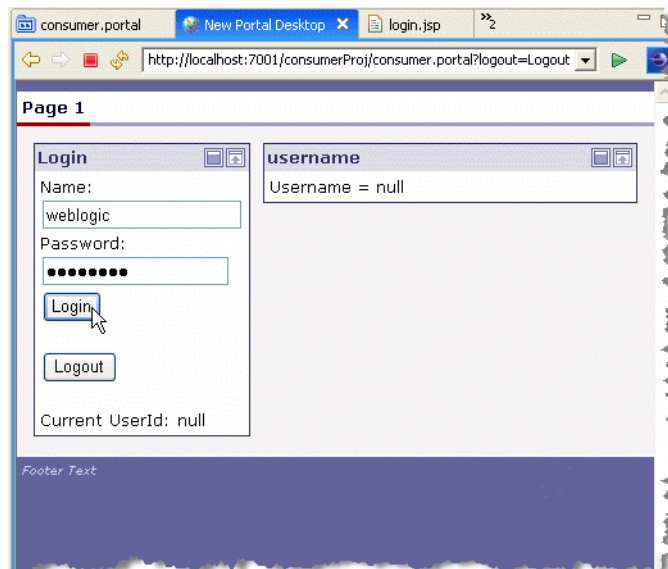 consumer.portal
New Portal Desktop
login.jsp
2
http://localhost:7001/consumerProj/consumer.portal?logout=Logout
Page 1
Login
Name:
weblogic
Password:
Login
Logout
Current UserId: null
username
Username = null
Footer Text